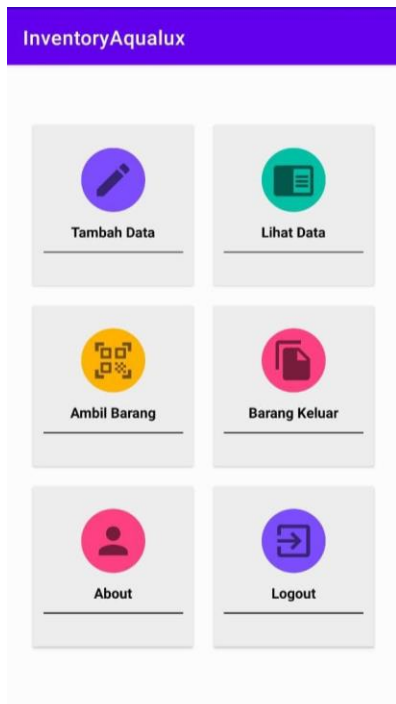 InventoryAqualux
Tambah Data
Lihat Data
Ambil Barang
Barang Keluar
About
Logout